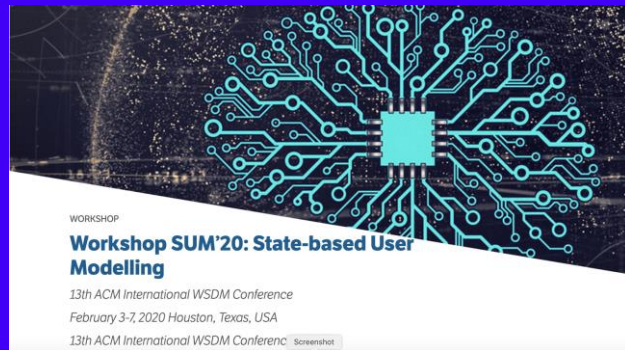 WORKSHOP
Workshop SUM'20: State-based User
Modelling
13th ACM International WSDM Conference
February 3-7, 2020 Houston, Texas, USA
13th ACM International WSDM Conferenc
Screenshot